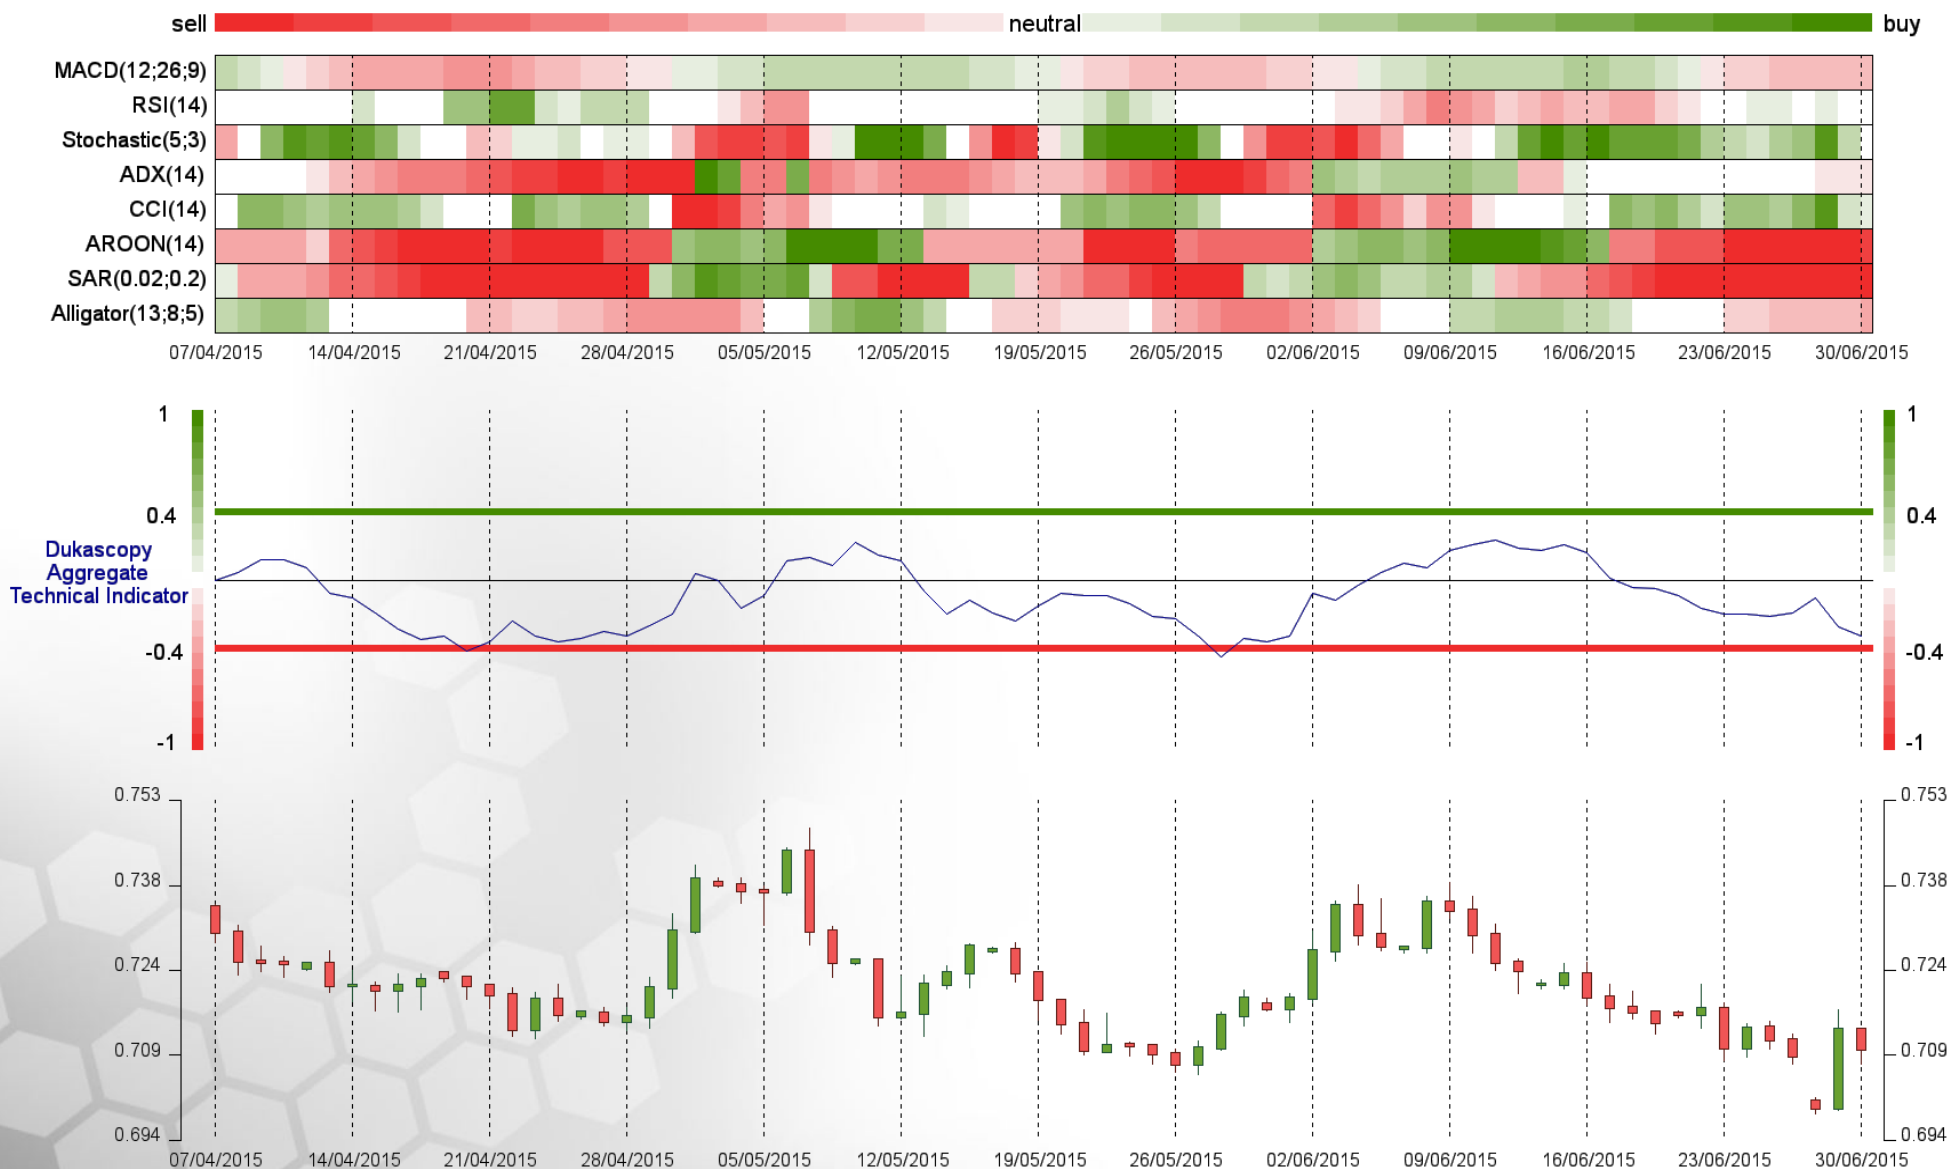 sell neutral buy
MACD(12;26;9)
RSI(14)
Stochastic(5;3)
ADX(14)
CCI(14)
AROON(14)
SAR(0.02;0.2)
Alligator(13;8;5)
07/04/2015 14/04/2015 21/04/2015 28/04/2015 05/05/2015 12/05/2015 19/05/2015 26/05/2015 02/06/2015 09/06/2015 16/06/2015 23/06/2015 30/06/2015
1 1
0.4 0.4
Dukascopy
Aggregate
Technical Indicator
-0.4 -0.4
-1 -1
0.753 0.753
0.738 0.738
0.724 0.724
0.709 0.709
0.694 0.694
07/04/2015 14/04/2015 21/04/2015 28/04/2015 05/05/2015 12/05/2015 19/05/2015 26/05/2015 02/06/2015 09/06/2015 16/06/2015 23/06/2015 30/06/2015